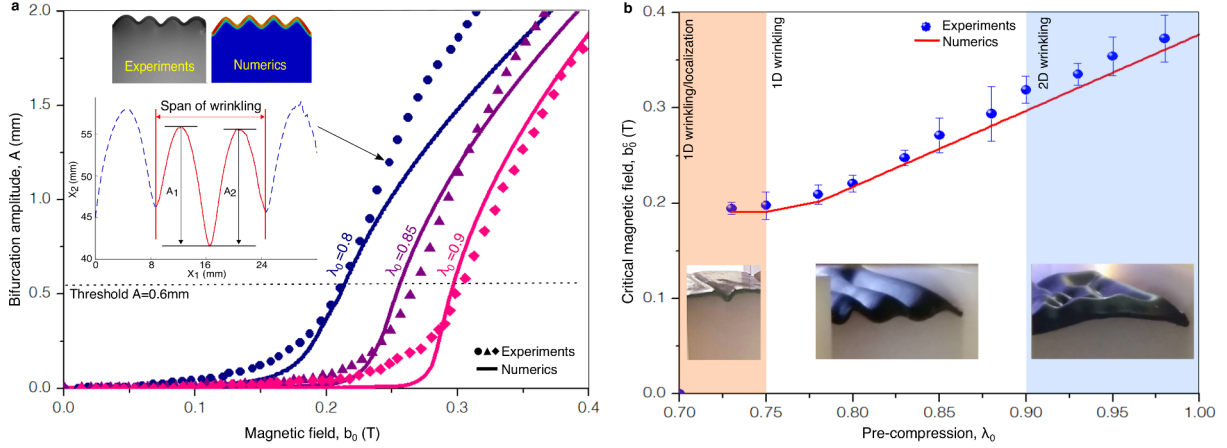 a
Bifurcation amplitude, A (mm)
2.0
1.5
1.0
0.5
0.0
0.0
0.1
0.2
0.3
0.4
Magnetic field, b₀ (T)
Experiments
Numerics
Span of wrinkling
X₂ (mm)
55
50
45
40
0
8
16
24
X₁ (mm)
A₁
A₂
λ₀=0.8
λ₀=0.85
λ₀=0.9
Threshold A=0.6mm
Experiments
Numerics
b
Critical magnetic field, b₀ᶜ (T)
0.4
0.3
0.2
0.1
0.0
0.70
0.75
0.80
0.85
0.90
0.95
1.00
Pre-compression, λ₀
1D wrinkling/localization
1D wrinkling
2D wrinkling
Experiments
Numerics